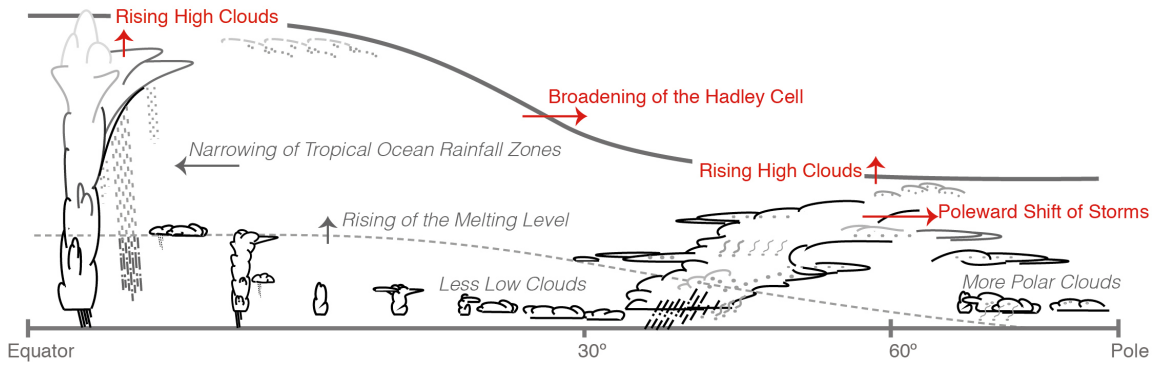 Rising High Clouds
Broadening of the Hadley Cell
Narrowing of Tropical Ocean Rainfall Zones
Rising High Clouds
Rising of the Melting Level
Poleward Shift of Storms
Less Low Clouds
More Polar Clouds
Equator
30º
60º
Pole